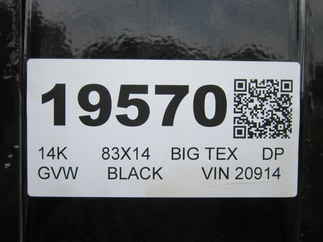 19570
14K 83X14 BIG TEX DP
GVW BLACK VIN 20914